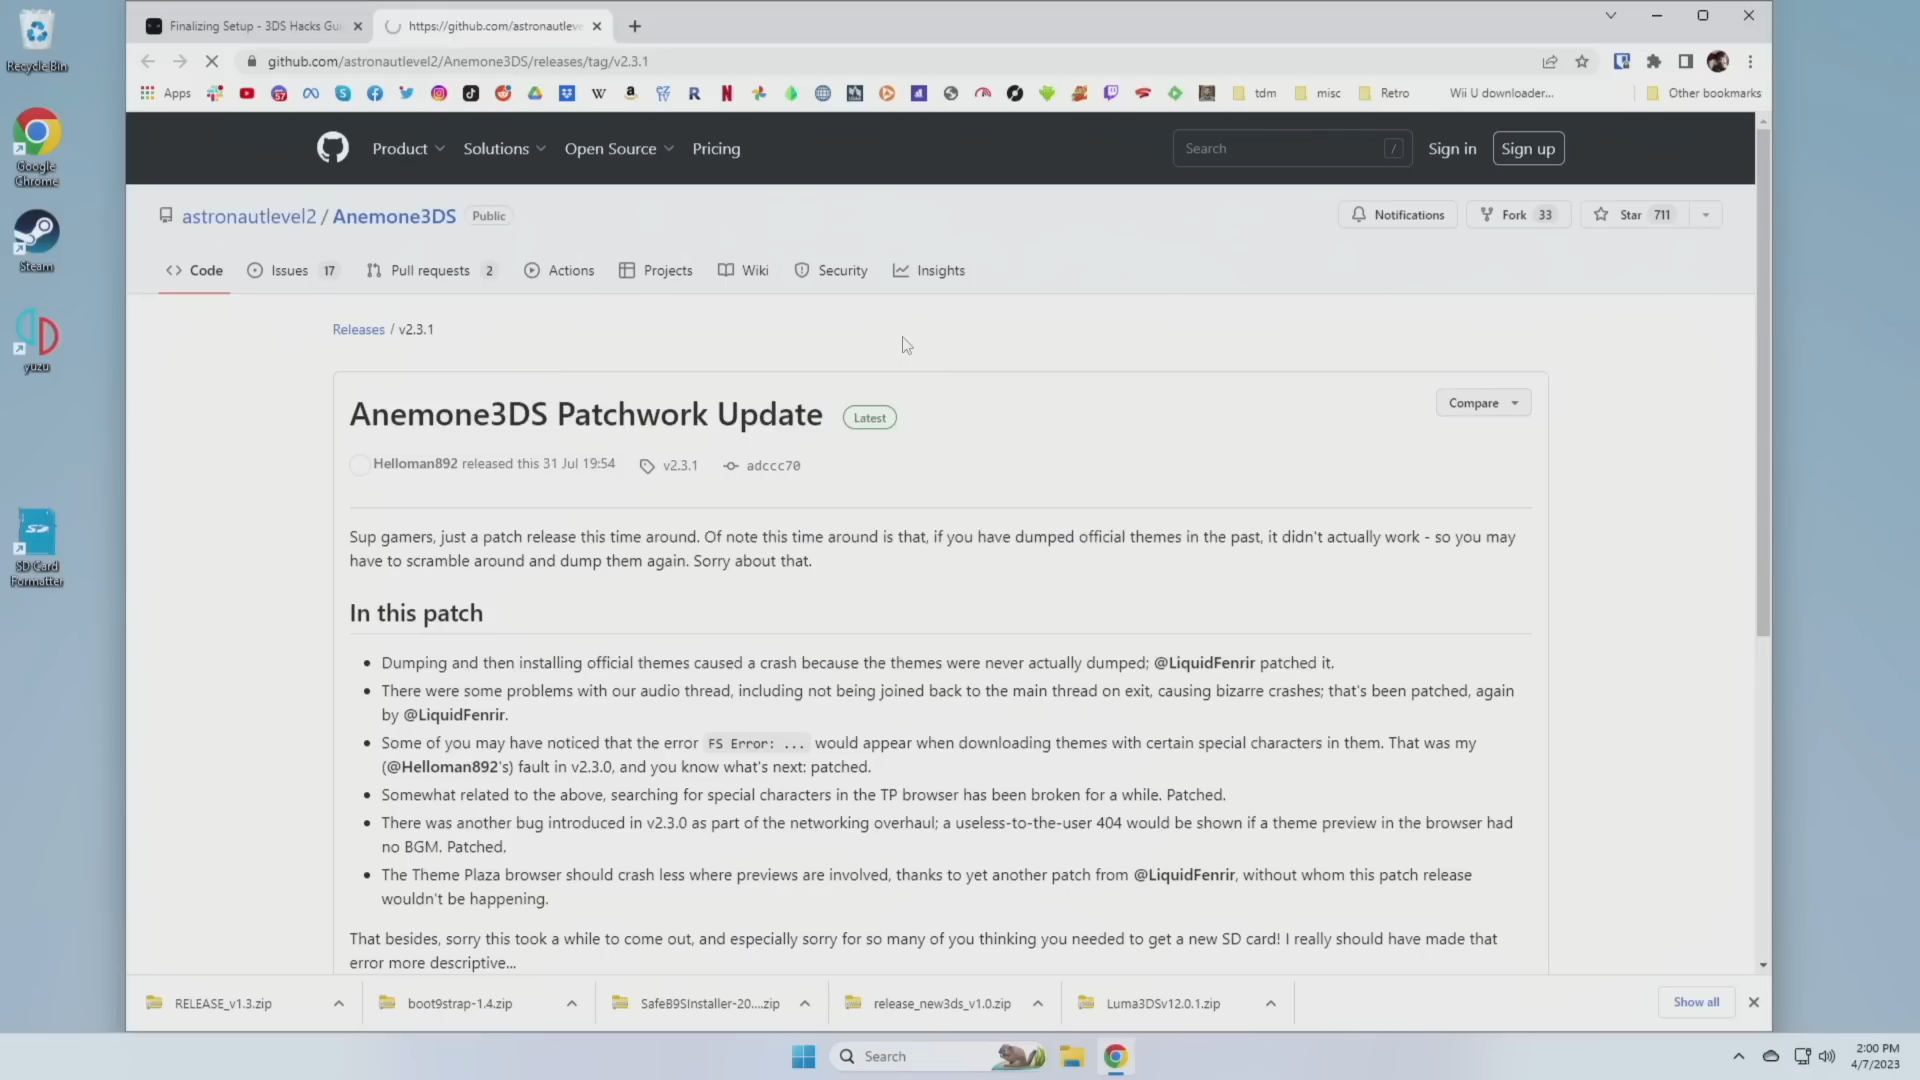 Finalizing Setup - 3DS Hacks Gu
https://github.com/astronautleve
github.com/astronautlevel2/Anemone3DS/releases/tag/v2.3.1
Apps
tdm
misc
Retro
Wii U downloader...
Other bookmarks
Product
Solutions
Open Source
Pricing
Search
/
Sign in
Sign up
astronautlevel2 / Anemone3DS Public
Notifications
Fork 33
Star 711
Code
Issues 17
Pull requests 2
Actions
Projects
Wiki
Security
Insights
Releases / v2.3.1
Anemone3DS Patchwork Update
Latest
Compare
Helloman892 released this 31 Jul 19:54
v2.3.1
adccc70
Sup gamers, just a patch release this time around. Of note this time around is that, if you have dumped official themes in the past, it didn't actually work - so you may
have to scramble around and dump them again. Sorry about that.
In this patch
• Dumping and then installing official themes caused a crash because the themes were never actually dumped; @LiquidFenrir patched it.
• There were some problems with our audio thread, including not being joined back to the main thread on exit, causing bizarre crashes; that's been patched, again
by @LiquidFenrir.
• Some of you may have noticed that the error FS Error: ... would appear when downloading themes with certain special characters in them. That was my
(@Helloman892's) fault in v2.3.0, and you know what's next: patched.
• Somewhat related to the above, searching for special characters in the TP browser has been broken for a while. Patched.
• There was another bug introduced in v2.3.0 as part of the networking overhaul; a useless-to-the-user 404 would be shown if a theme preview in the browser had
no BGM. Patched.
• The Theme Plaza browser should crash less where previews are involved, thanks to yet another patch from @LiquidFenrir, without whom this patch release
wouldn't be happening.
That besides, sorry this took a while to come out, and especially sorry for so many of you thinking you needed to get a new SD card! I really should have made that
error more descriptive...
RELEASE_v1.3.zip
boot9strap-1.4.zip
SafeB9SInstaller-20....zip
release_new3ds_v1.0.zip
Luma3DSv12.0.1.zip
Show all
Recycle Bin
Google
Chrome
Steam
yuzu
SD Card
Formatter
Search
2:00 PM
4/7/2023